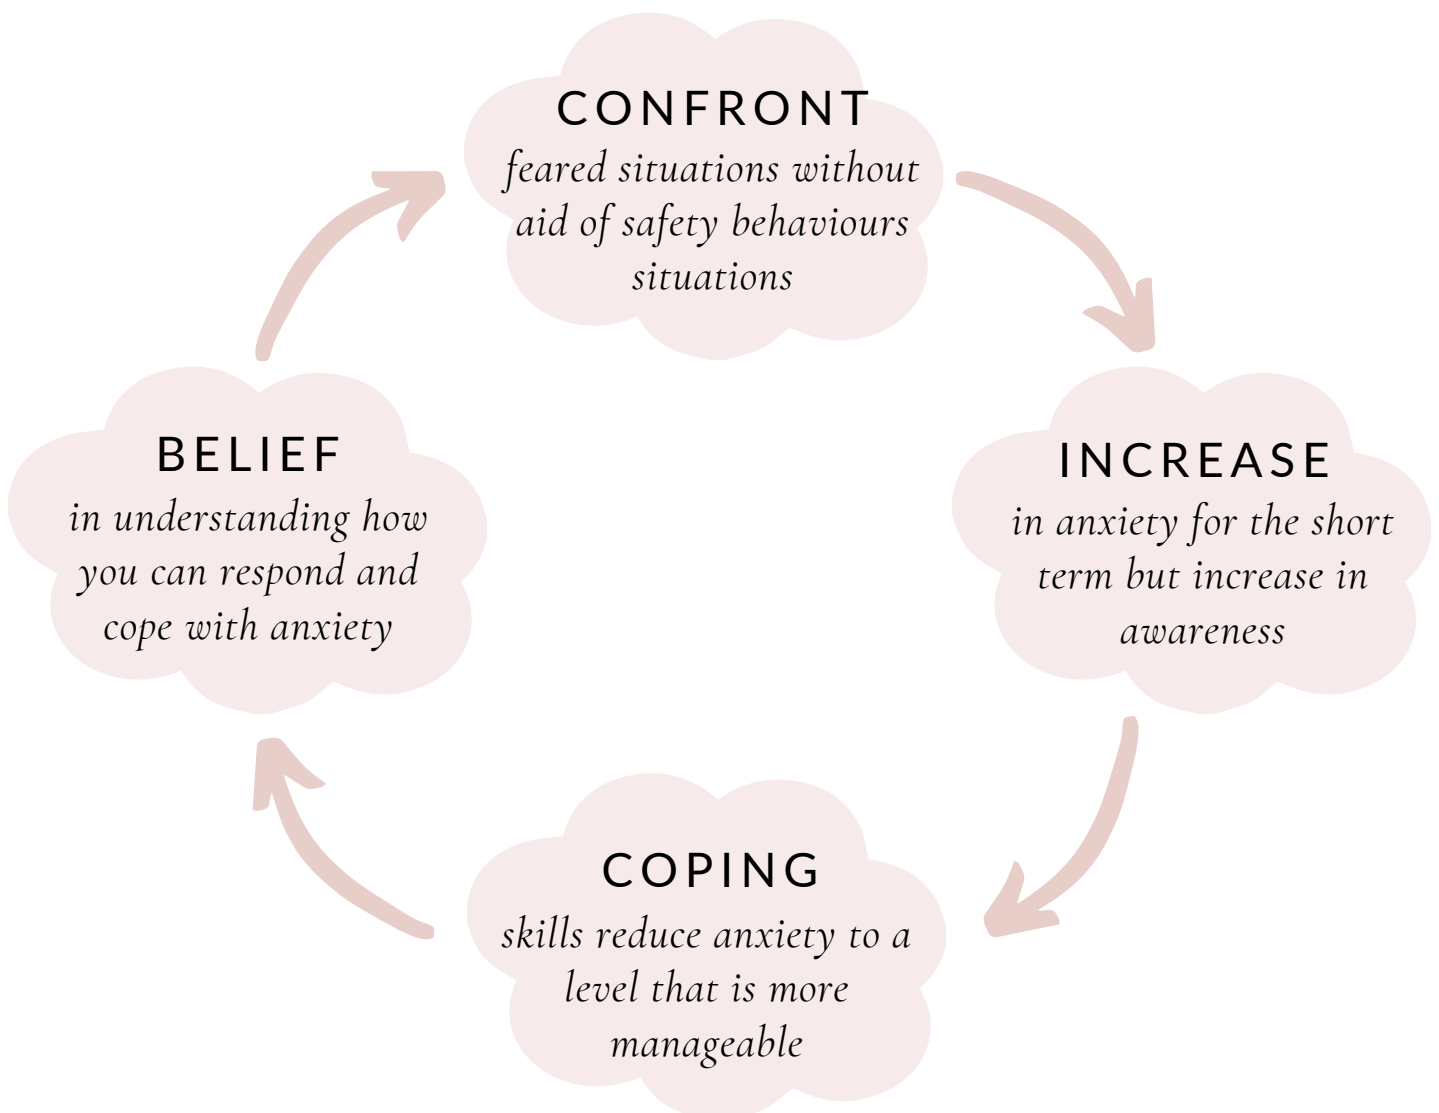 CONFRONT
feared situations without
aid of safety behaviours
situations
INCREASE
in anxiety for the short
term but increase in
awareness
COPING
skills reduce anxiety to a
level that is more
manageable
BELIEF
in understanding how
you can respond and
cope with anxiety